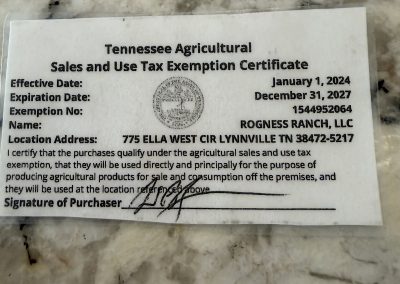 Tennessee Agricultural
Sales and Use Tax Exemption Certificate
Effective Date: January 1, 2024
Expiration Date: December 31, 2027
Exemption No: 1544952064
Name: ROGNESS RANCH, LLC
Location Address: 775 ELLA WEST CIR LYNNVILLE TN 38472-5217
I certify that the purchases qualify under the agricultural sales and use tax
exemption, that they will be used directly and principally for the purpose of
producing agricultural products for sale and consumption off the premises, and
they will be used at the location referenced above
Signature of Purchaser